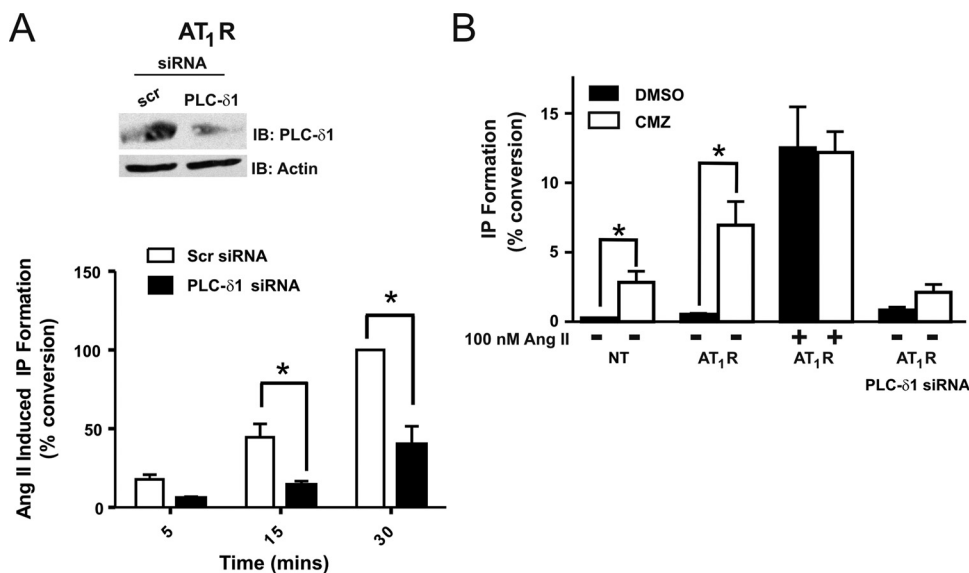 A
AT1R
siRNA
scr PLC-δ1
IB: PLC-δ1
IB: Actin
Scr siRNA
PLC-δ1 siRNA
Ang II Induced IP Formation
(% conversion)
150
100
50
0
*
*
5 15 30
Time (mins)
B
DMSO
CMZ
IP Formation
(% conversion)
15
10
5
0
*
*
100 nM Ang II - - - - + + - -
NT AT1R AT1R AT1R
PLC-δ1 siRNA